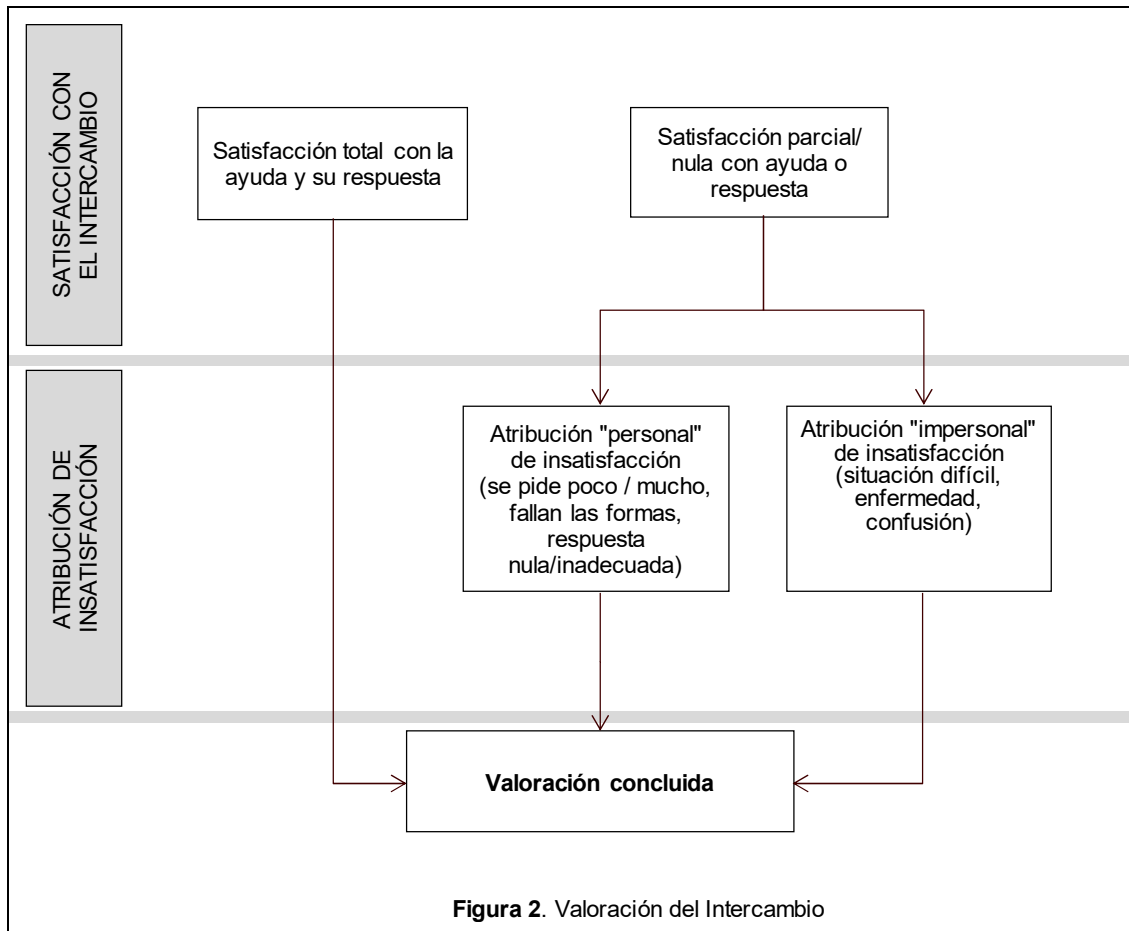 SATISFACCIÓN CON
EL INTERCAMBIO
Satisfacción total con la
ayuda y su respuesta
Satisfacción parcial/
nula con ayuda o
respuesta
ATRIBUCIÓN DE
INSATISFACCIÓN
Atribución "personal"
de insatisfacción
(se pide poco / mucho,
fallan las formas,
respuesta
nula/inadecuada)
Atribución "impersonal"
de insatisfacción
(situación difícil,
enfermedad,
confusión)
Valoración concluida
Figura 2. Valoración del Intercambio